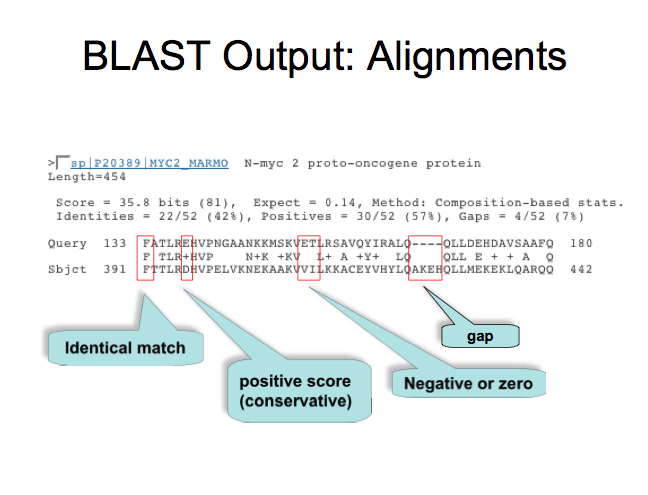 BLAST Output: Alignments
>sp|P20389|MYC2_MARMO N-myc 2 proto-oncogene protein
Length=454
Score = 35.8 bits (81), Expect = 0.14, Method: Composition-based stats.
Identities = 22/52 (42%), Positives = 30/52 (57%), Gaps = 4/52 (7%)
Query 133 FATLREHVPNGAANKKMSKVETLRSAVQYIRALQ----QLLDEHDAVSAAFQ 180
F TLR+HVP N+K +KV L+ A +Y+ LQ QLL E + + A Q
Sbjct 391 FTTLRDHVPELVKNEKAAKVVILKKACEYVHYLQAKEHQLLMEKEKLQARQQ 442
Identical match
gap
positive score
(conservative)
Negative or zero